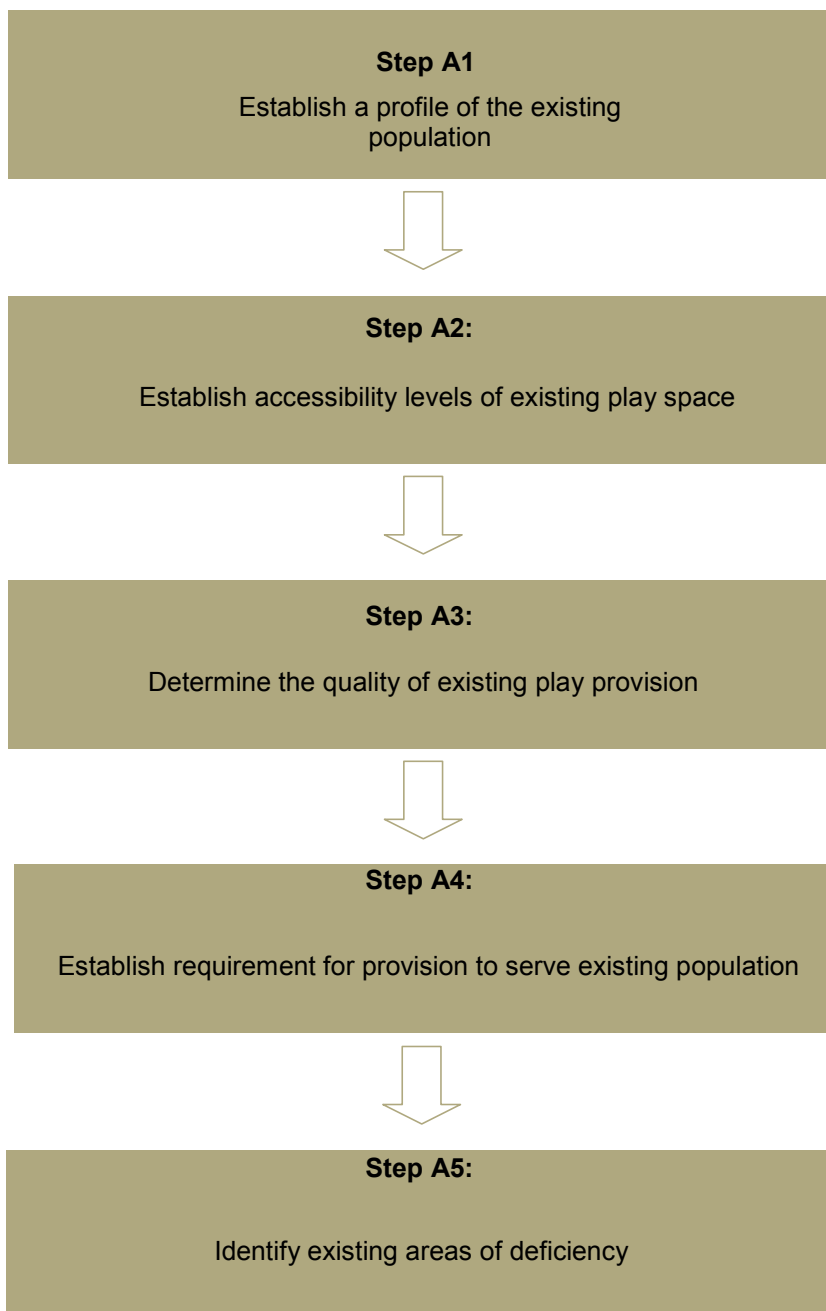 Step A1
Establish a profile of the existing
population
Step A2:
Establish accessibility levels of existing play space
Step A3:
Determine the quality of existing play provision
Step A4:
Establish requirement for provision to serve existing population
Step A5:
Identify existing areas of deficiency